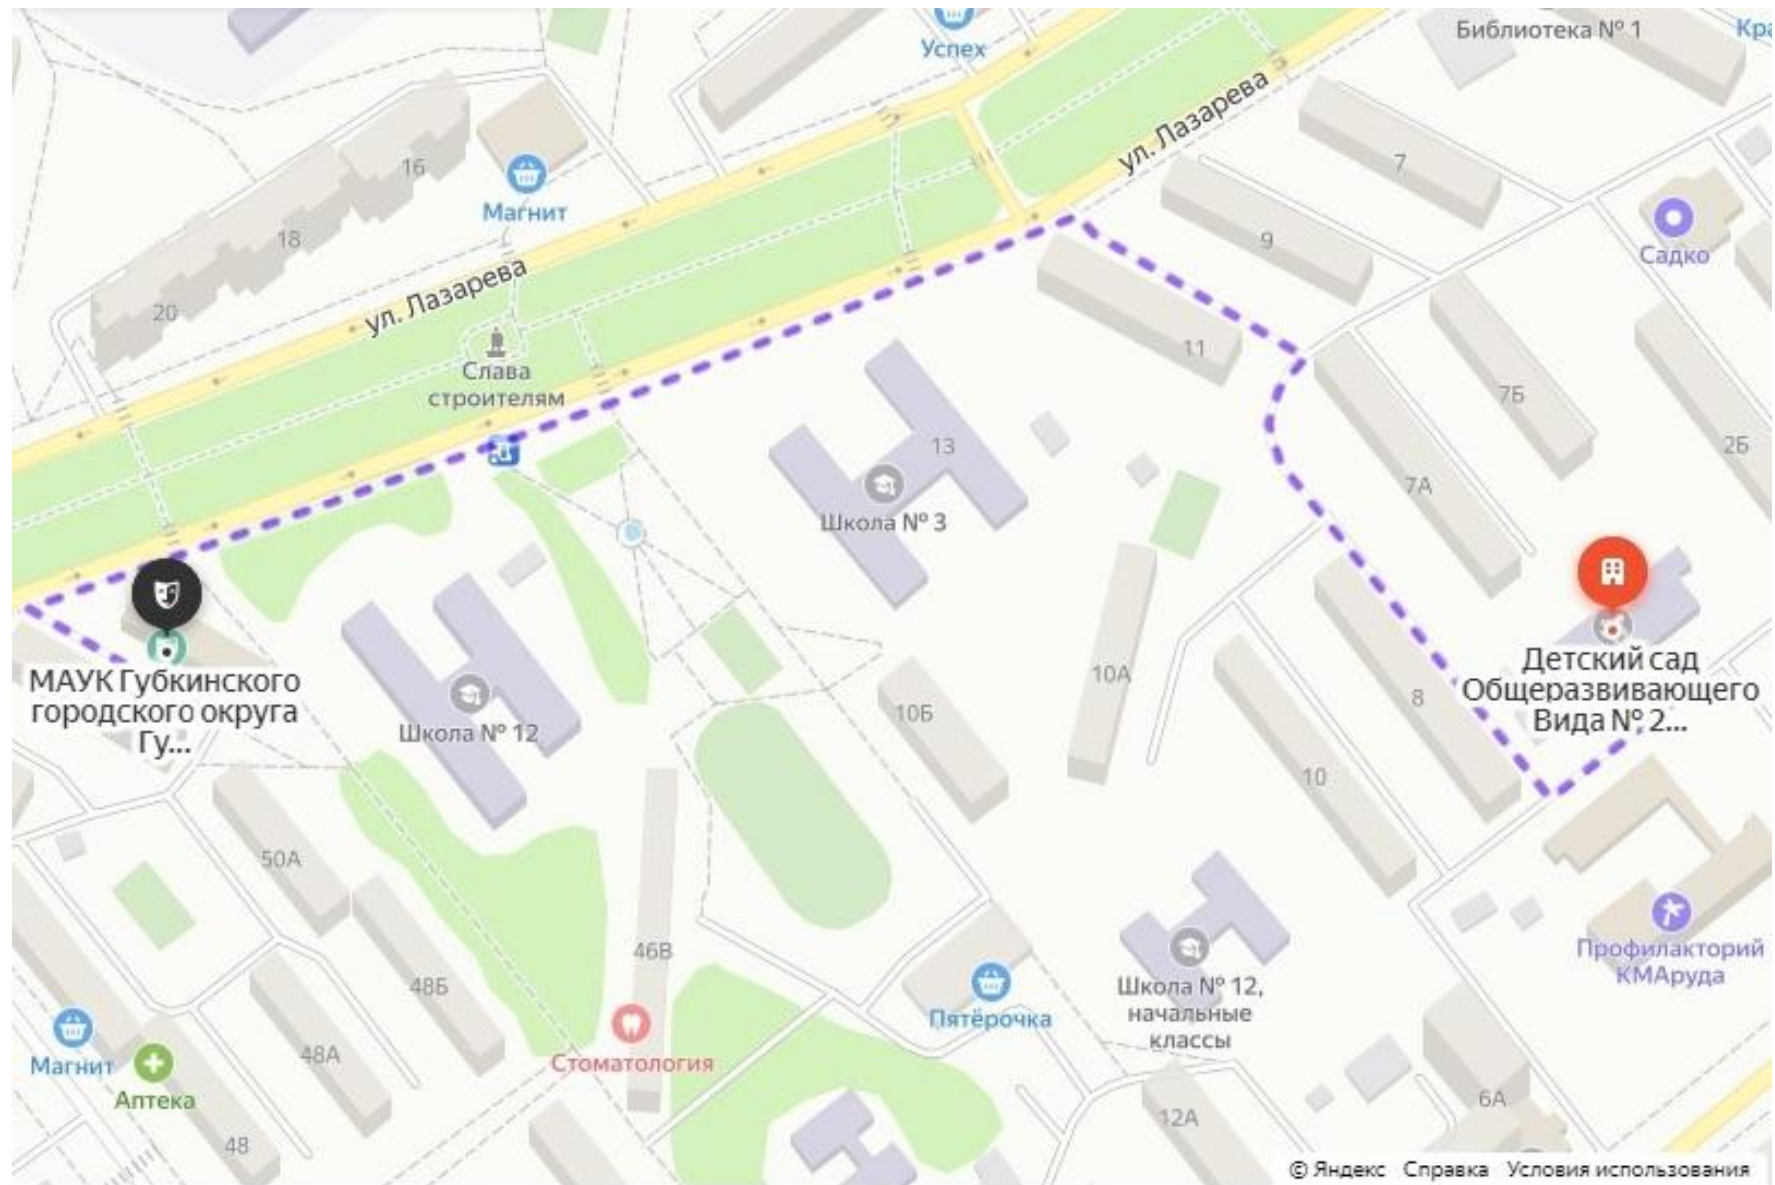 Успех
Библиотека № 1
Кра
ул. Лазарева
16
Магнит
7
18
9
Садко
ул. Лазарева
20
11
Слава
строителям
7Б
13
2Б
7А
Школа № 3
МАУК Губкинского
городского округа
Гу...
Школа № 12
10Б
10А
8
Детский сад
Общеразвивающего
Вида № 2...
10
50А
46В
48Б
Профилакторий
КМАруда
Пятёрочка
Школа № 12,
начальные
классы
Магнит
48А
Стоматология
Аптека
6А
12А
48
© Яндекс Справка Условия использования